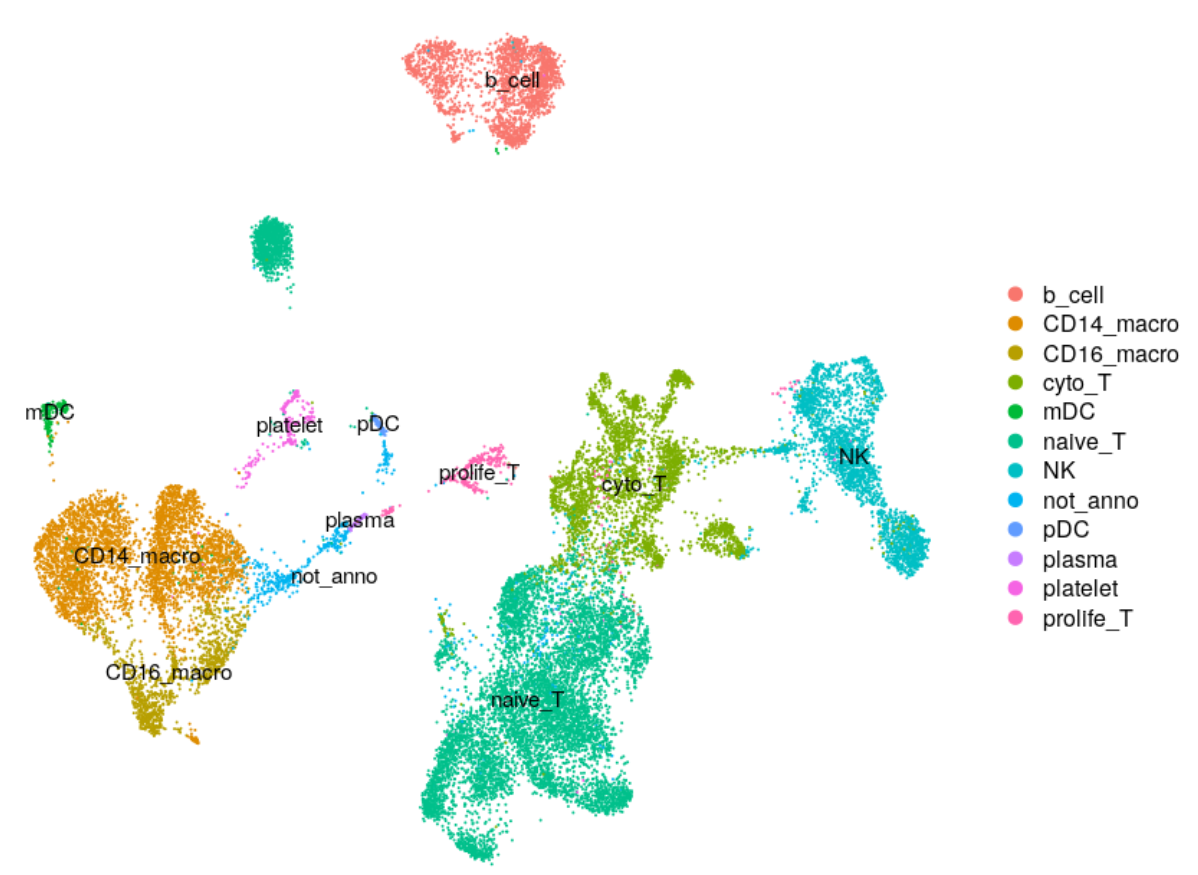 b_cell
mDC
platelet
pDC
prolife_T
cyto_T
NK
plasma
CD14_macro
not_anno
CD16_macro
naive_T
b_cell
CD14_macro
CD16_macro
cyto_T
mDC
naive_T
NK
not_anno
pDC
plasma
platelet
prolife_T